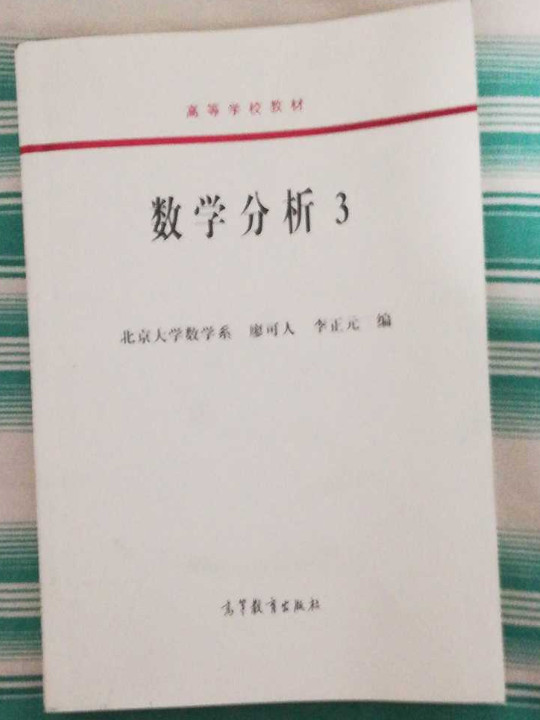 高等学校教材
数学分析 3
北京大学数学系 廖可人 李正元 编
高等教育出版社